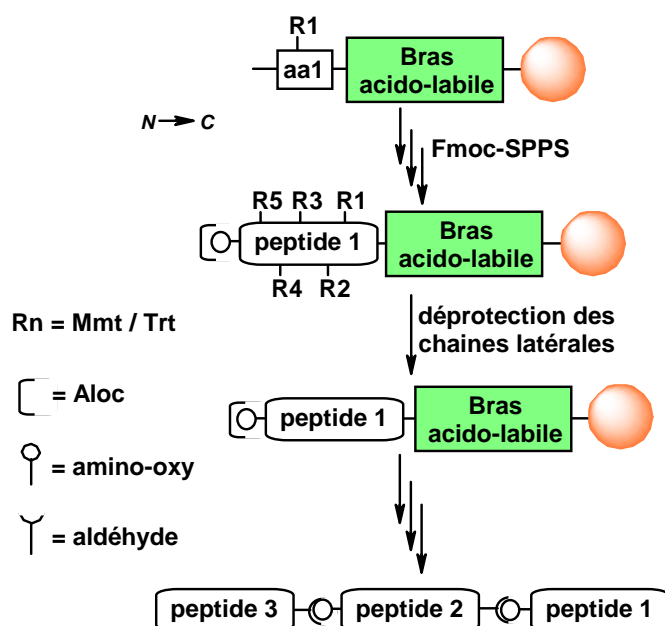 R1
aa1
Bras
acido-labile
N → C
Fmoc-SPPS
R5 R3 R1
peptide 1
Bras
acido-labile
R4 R2
Rn = Mmt / Trt
déprotection des
chaines latérales
= Aloc
peptide 1
Bras
acido-labile
= amino-oxy
= aldéhyde
peptide 3
peptide 2
peptide 1